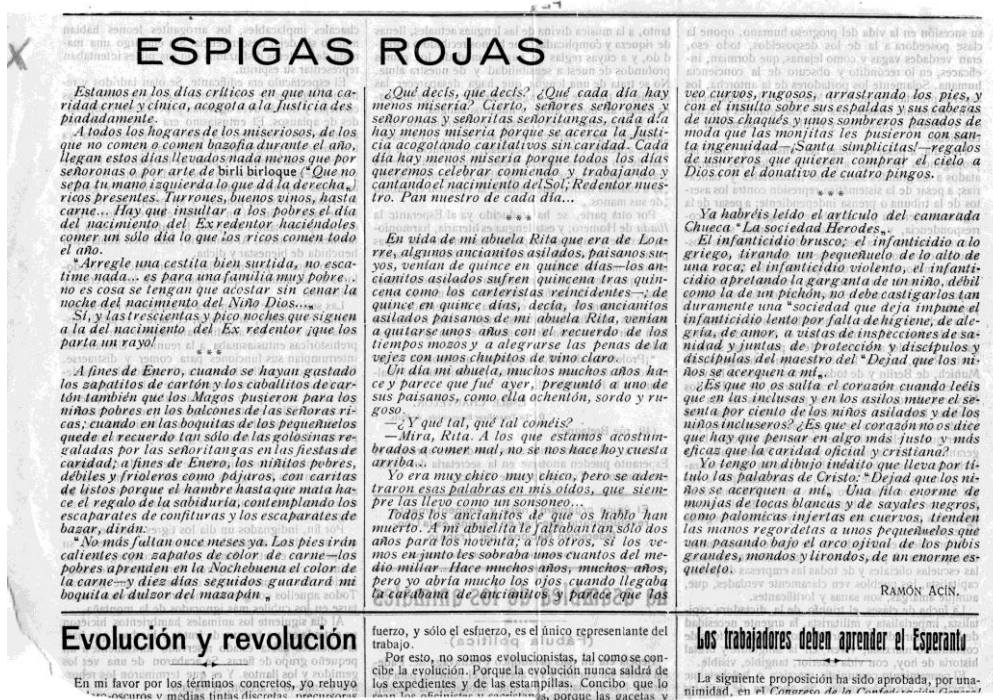 ESPIGAS ROJAS
Estamos en los días críticos en que una ca-
ridad cruel y cínica, acogota a la Justicia des
piadadamente.
A todos los hogares de los miseriosos, de los
que no comen o comen bazofia durante el año,
llegan estos días llevados nada menos que por
señoronas o por arte de birli birloque ("Que no
sepa tu mano izquierda lo que dá la derecha„)
ricos presentes. Turrones, buenos vinos, hasta
carne... Hay que insultar a los pobres el día
del nacimiento del Ex redentor haciéndoles
comer un sólo día lo que los ricos comen todo
el año.
"Arregle una cestita bien surtida, no esca-
time nada... es para una familia muy pobre...
no es cosa se tengan que acostar sin cenar la
noche del nacimiento del Niño Dios...„
Sí, y las trescientas y pico noches que siguen
a la del nacimiento del Ex redentor ¡que los
parta un rayo!
***
A fines de Enero, cuando se hayan gastado
los zapatitos de cartón y los caballitos de car-
tón también que los Magos pusieron para los
niños pobres en los balcones de las señoras ri-
cas; cuando en las boquitas de los pequeñuelos
quede el recuerdo tan sólo de las golosinas re-
galadas por las señoritangas en las fiestas de
caridad; a fines de Enero, los niñitos pobres,
débiles y frioleros como pájaros, con caritas
de listos porque el hambre hasta que mata ha-
ce el regalo de la sabiduría, contemplando los
escaparates de confituras y los escaparates de
bazar, dirán:
"No más faltan once meses ya. Los pies irán
calientes con zapatos de color de carne—los
pobres aprenden en la Nochebuena el color de
la carne—y diez días seguidos guardará mi
boquita el dulzor del mazapán„
¿Qué decís, que decís? ¿Qué cada día hay
menos miseria? Cierto, señores señorones y
señoronas y señoritas señoritangas, cada día
hay menos miseria porque se acerca la Justi-
cia acogotando caritativos sin caridad. Cada
día hay menos miseria porque todos los días
queremos celebrar comiendo y trabajando y
cantando el nacimiento del Sol; Redentor nues-
tro. Pan nuestro de cada día...
***
En vida de mi abuela Rita que era de Loa-
rre, algunos ancianitos asilados, paisanos su-
yos, venían de quince en quince días—los an-
cianitos asilados sufren quincena tras quin-
cena como los carteristas reincidentes—; de
quince en quince días, decía, los ancianitos
asilados paisanos de mi abuela Rita, venían
a quitarse unos años con el recuerdo de los
tiempos mozos y a alegrarse las penas de la
vejez con unos chupitos de vino claro.
Un día mi abuela, muchos muchos años ha-
ce y parece que fué ayer, preguntó a uno de
sus paisanos, como ella ochentón, sordo y ru-
goso.
—¿Y qué tal, qué tal coméis?
—Mira, Rita. A los que estamos acostum-
brados a comer mal, no se nos hace hoy cuesta
arriba...
Yo era muy chico muy chico, pero se aden-
traron esas palabras en mis oídos, que siem-
pre las llevo como un sonsoneo...
Todos los ancianitos de que os hablo han
muerto. A mi abuelita le faltaban tan sólo dos
años para los noventa; a los otros, si los ve-
mos en junto les sobraba unos cuantos del me-
dio millar. Hace muchos años, muchos años,
pero yo abría mucho los ojos cuando llegaba
la carabana de ancianitos y parece que los
veo curvos, rugosos, arrastrando los pies, y
con el insulto sobre sus espaldas y sus cabezas
de unos chaqués y unos sombreros pasados de
moda que las monjitas les pusieron con san-
ta ingenuidad—¡Santa simplicitas!—regalos
de usureros que quieren comprar el cielo a
Dios con el donativo de cuatro pingos.
***
Ya habréis leído el artículo del camarada
Chueca "La sociedad Herodes„.
El infanticidio brusco; el infanticidio a lo
griego, tirando un pequeñuelo de lo alto de
una roca; el infanticidio violento, el infanti-
cidio apretando la garganta de un niño, débil
como la de un pichón, no debe castigarlos tan
duramente una "sociedad que deja impune el
infanticidio lento por falta de higiene, de ale-
gría, de amor, a vistas de inspecciones de sa-
nidad y juntas de protección y discípulos y
discípulas del maestro del "Dejad que los ni-
ños se acerquen a mí„.
¿Es que no os salta el corazón cuando leéis
que en las inclusas y en los asilos muere el se-
senta por ciento de los niños asilados y de los
niños incluseros? ¿Es que el corazón no os dice
que hay que pensar en algo más justo y más
eficaz que la caridad oficial y cristiana?
Yo tengo un dibujo inédito que lleva por tí-
tulo las palabras de Cristo: "Dejad que los ni-
ños se acerquen a mí„. Una fila enorme de
monjas de tocas blancas y de sayales negros,
como palomicas injertas en cuervos, tienden
las manos regordetas a unos pequeñuelos que
van pasando bajo el arco ojival de los pubis
grandes, mondos y lirondos, de un enorme es-
queleto.
RAMÓN ACÍN.
Evolución y revolución
En mi favor por los términos concretos, yo rehuyo
oscuros y medias tintas discretas, precursoras
fuerzo, y sólo el esfuerzo, es el único representante del
trabajo.
Por esto, no somos evolucionistas, tal como se con-
cibe la evolución. Porque la evolución nunca saldrá de
los expedientes y de las estampillas. Concibo que lo
sean los oficinistas porque las gacetas y
Los trabajadores deben aprender el Esperanto
La siguiente proposición ha sido aprobada, por una-
nimidad, en el Congreso de la Confederación General